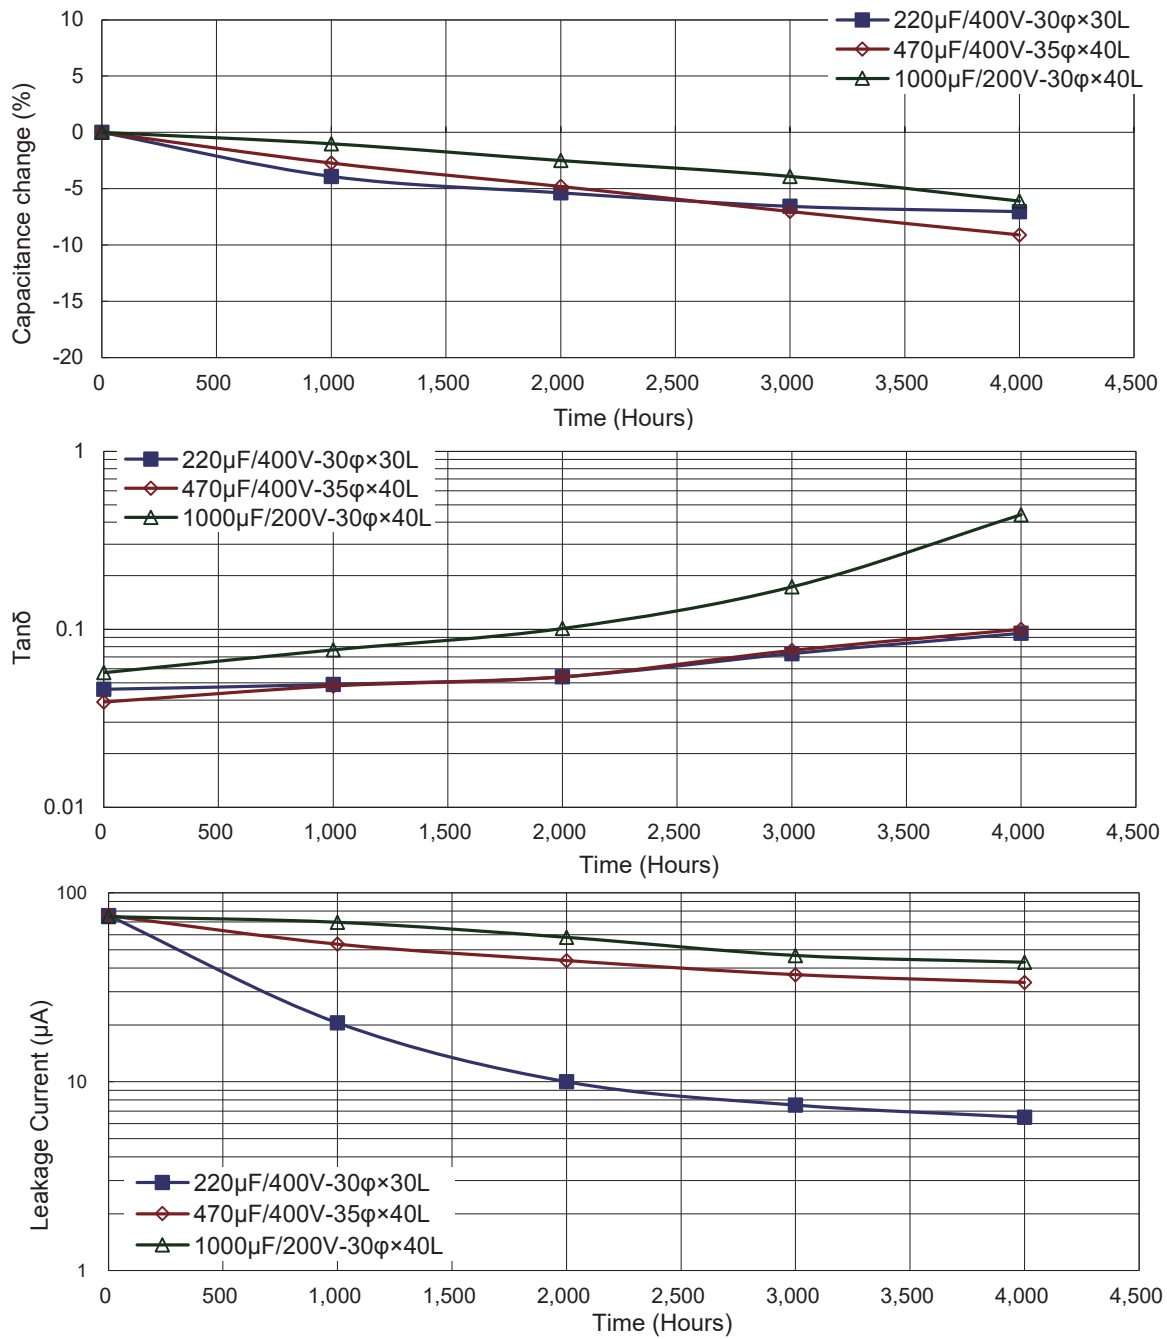 220μF/400V-30φ×30L
470μF/400V-35φ×40L
1000μF/200V-30φ×40L
10
5
0
-5
-10
-15
-20
Capacitance change (%)
0 500 1,000 1,500 2,000 2,500 3,000 3,500 4,000 4,500
Time (Hours)
220μF/400V-30φ×30L
470μF/400V-35φ×40L
1000μF/200V-30φ×40L
1
0.1
0.01
Tanδ
0 500 1,000 1,500 2,000 2,500 3,000 3,500 4,000 4,500
Time (Hours)
100
10
1
Leakage Current (μA)
220μF/400V-30φ×30L
470μF/400V-35φ×40L
1000μF/200V-30φ×40L
0 500 1,000 1,500 2,000 2,500 3,000 3,500 4,000 4,500
Time (Hours)